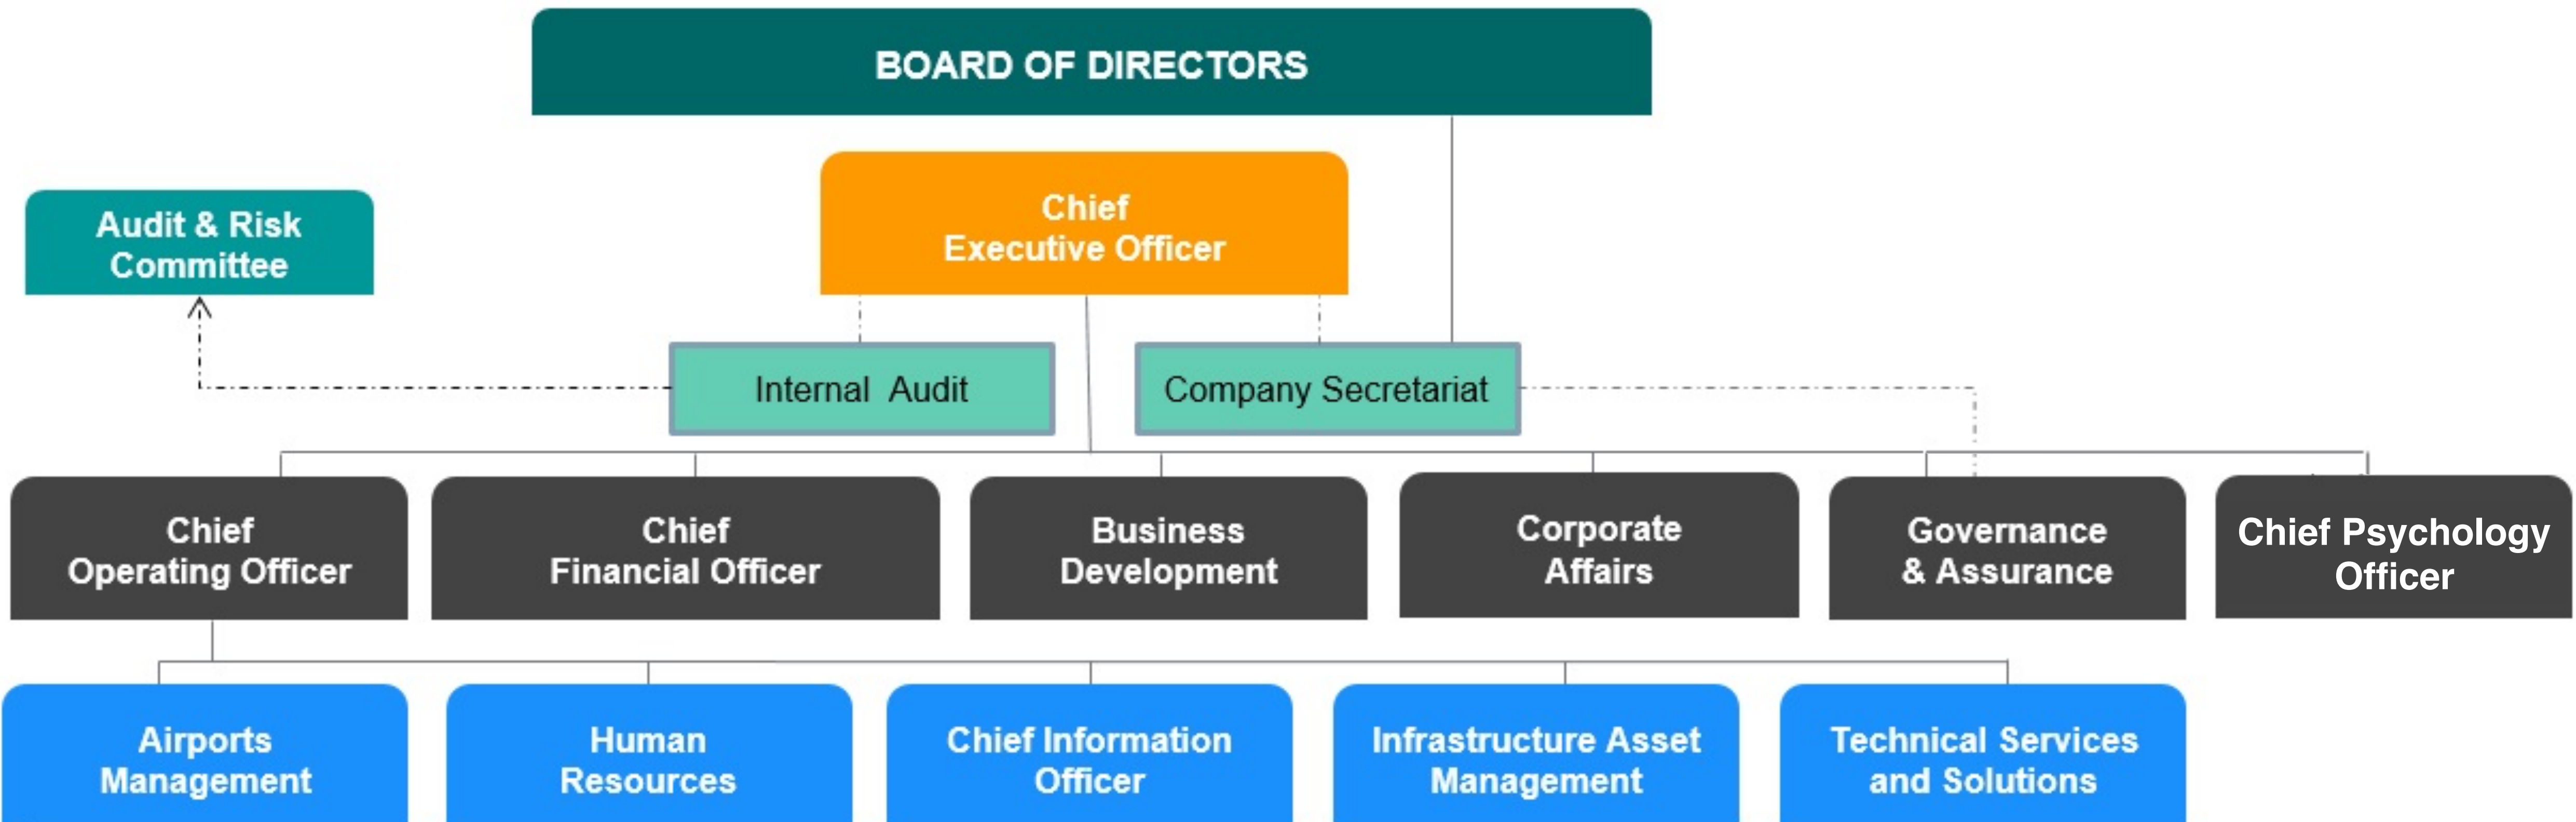 BOARD OF DIRECTORS
Chief
Executive Officer
Audit & Risk
Committee
Internal Audit
Company Secretariat
Chief
Operating Officer
Chief
Financial Officer
Business
Development
Corporate
Affairs
Governance
& Assurance
Chief Psychology
Officer
Airports
Management
Human
Resources
Chief Information
Officer
Infrastructure Asset
Management
Technical Services
and Solutions